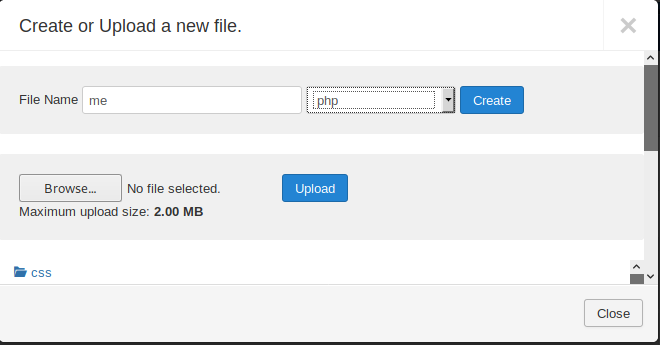 Create or Upload a new file.
File Name me php Create
Browse... No file selected. Upload
Maximum upload size: 2.00 MB
css
Close